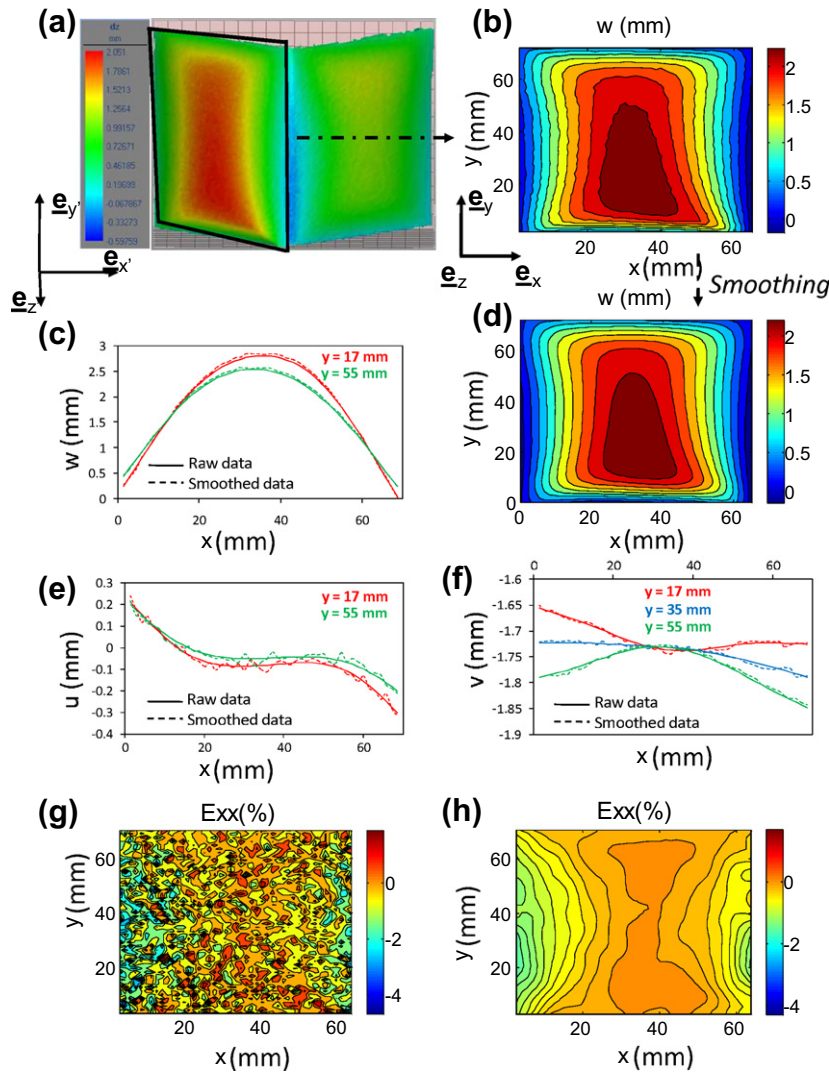 (a)
dz
mm
2.051
1.7861
1.5213
1.2564
0.99157
0.72671
0.46185
0.19699
-0.067867
-0.33273
-0.59759
e_y'
e_x'
e_z
(b)
w (mm)
y (mm)
60
40
20
20 40 60
x (mm)
2
1.5
1
0.5
0
e_y
e_z
e_x
Smoothing
(c)
w (mm)
3
2.5
2
1.5
1
0.5
0
y = 17 mm
y = 55 mm
Raw data
Smoothed data
0 20 40 60
x (mm)
(d)
w (mm)
y (mm)
60
40
20
0
0 20 40 60
x (mm)
2
1.5
1
0.5
0
(e)
u (mm)
0.3
0.2
0.1
0
-0.1
-0.2
-0.3
-0.4
y = 17 mm
y = 55 mm
Raw data
Smoothed data
0 20 40 60
x (mm)
(f)
0 20 40 60
v (mm)
-1.6
-1.65
-1.7
-1.75
-1.8
-1.85
-1.9
y = 17 mm
y = 35 mm
y = 55 mm
Raw data
Smoothed data
x (mm)
(g)
Exx(%)
y (mm)
60
40
20
20 40 60
x (mm)
0
-2
-4
(h)
Exx(%)
y (mm)
60
40
20
20 40 60
x (mm)
0
-2
-4